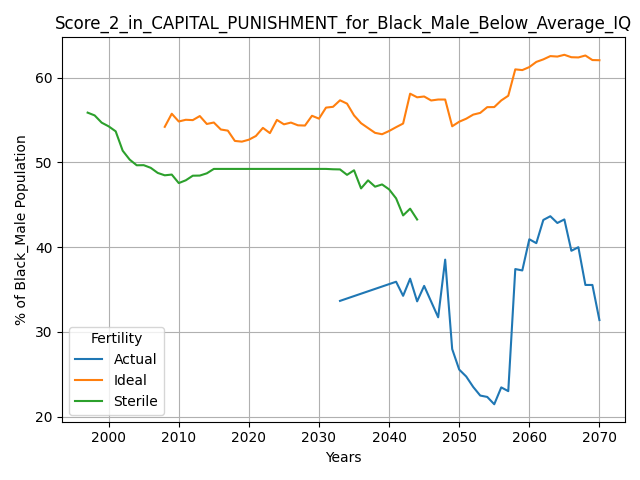 Score_2_in_CAPITAL_PUNISHMENT_for_Black_Male_Below_Average_IQ
% of Black_Male Population
60
50
40
30
20
Fertility
Actual
Ideal
Sterile
2000 2010 2020 2030 2040 2050 2060 2070
Years